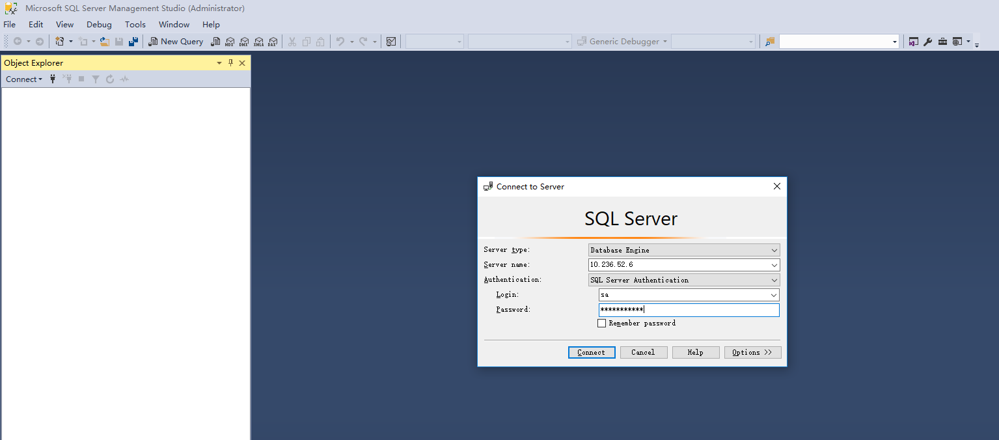 Microsoft SQL Server Management Studio (Administrator)
File Edit View Debug Tools Window Help
New Query MDX DMX XMLA DAX Generic Debugger
Object Explorer
Connect
Connect to Server
SQL Server
Server type: Database Engine
Server name: 10.236.52.6
Authentication: SQL Server Authentication
Login: sa
Password: ***********
Remember password
Connect Cancel Help Options >>